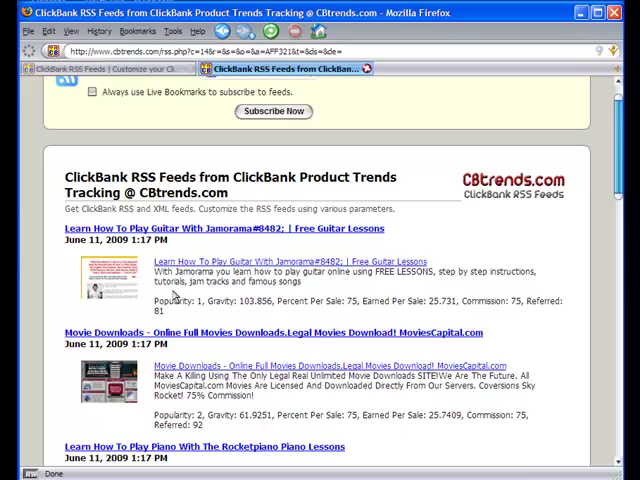 ClickBank RSS Feeds from ClickBank Product Trends Tracking @ CBtrends.com - Mozilla Firefox
File Edit View History Bookmarks Tools Help
http://www.cbtrends.com/rss.php?c=14&r=&s=&o=&a=AFF321&t=&ds=&de=
ClickBank RSS Feeds | Customize your Cli...
ClickBank RSS Feeds from ClickBan...
Always use Live Bookmarks to subscribe to feeds.
Subscribe Now
ClickBank RSS Feeds from ClickBank Product Trends
Tracking @ CBtrends.com
CBtrends.com
ClickBank RSS Feeds
Get ClickBank RSS and XML feeds. Customize the RSS feeds using various parameters.
Learn How To Play Guitar With Jamorama#8482; | Free Guitar Lessons
June 11, 2009 1:17 PM
Learn How To Play Guitar With Jamorama#8482; | Free Guitar Lessons
With Jamorama you learn how to play guitar online using FREE LESSONS, step by step instructions,
tutorials, jam tracks and famous songs
Popularity: 1, Gravity: 103.856, Percent Per Sale: 75, Earned Per Sale: 25.731, Commission: 75, Referred:
81
Movie Downloads - Online Full Movies Downloads.Legal Movies Download! MoviesCapital.com
June 11, 2009 1:17 PM
Movie Downloads - Online Full Movies Downloads.Legal Movies Download! MoviesCapital.com
Make A Killing Using The Only Legal Real Unlimited Movie Downloads SITE!We Are The Future. All
MoviesCapital.com Movies Are Licensed And Downloaded Directly From Our Servers. Coversions Sky
Rocket! 75% Commission!
Popularity: 2, Gravity: 61.9251, Percent Per Sale: 75, Earned Per Sale: 25.7409, Commission: 75,
Referred: 92
Learn How To Play Piano With The Rocketpiano Piano Lessons
June 11, 2009 1:17 PM
Done